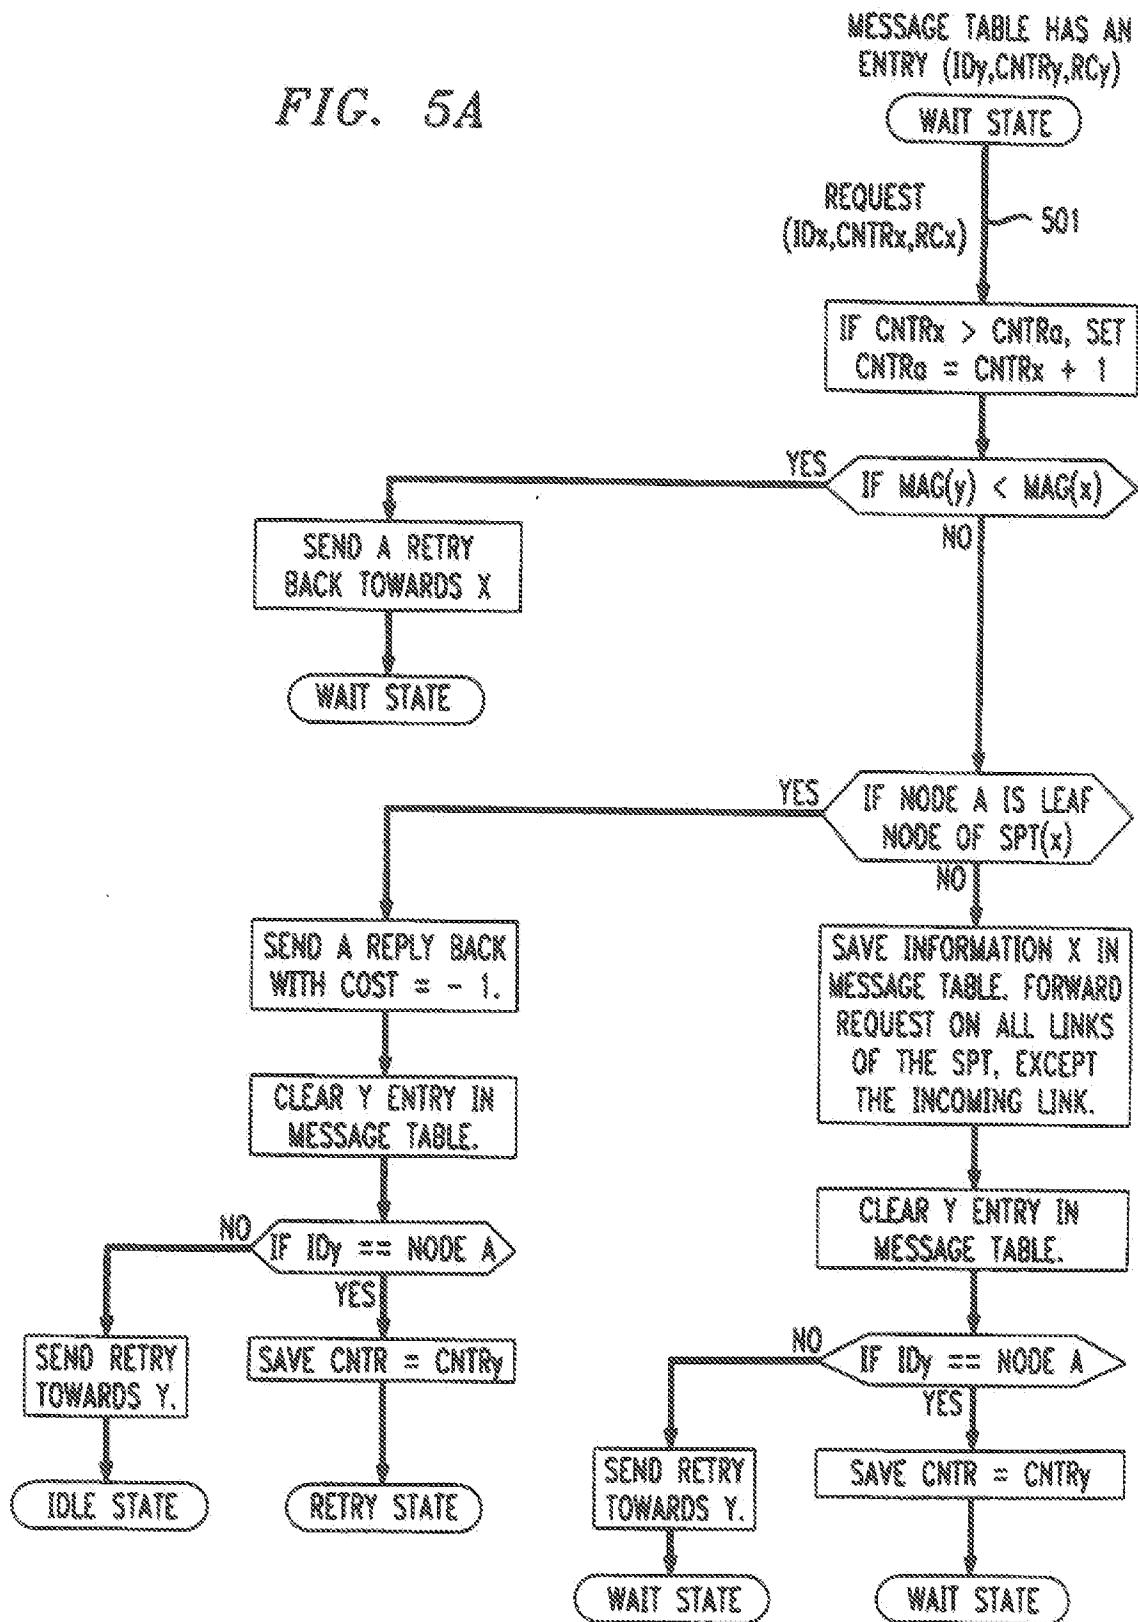 MESSAGE TABLE HAS AN
ENTRY (IDy,CNTRy,RCy)
FIG. 5A
WAIT STATE
REQUEST
(IDx,CNTRx,RCx)
501
IF CNTRx > CNTRa, SET
CNTRa = CNTRx + 1
YES
IF MAG(y) < MAG(x)
NO
SEND A RETRY
BACK TOWARDS X
WAIT STATE
YES
IF NODE A IS LEAF
NODE OF SPT(x)
NO
SEND A REPLY BACK
WITH COST = - 1.
SAVE INFORMATION X IN
MESSAGE TABLE. FORWARD
REQUEST ON ALL LINKS
OF THE SPT, EXCEPT
THE INCOMING LINK.
CLEAR Y ENTRY IN
MESSAGE TABLE.
CLEAR Y ENTRY IN
MESSAGE TABLE.
NO
IF IDy == NODE A
YES
SEND RETRY
TOWARDS Y.
SAVE CNTR = CNTRy
NO
IF IDy == NODE A
YES
SEND RETRY
TOWARDS Y.
SAVE CNTR = CNTRy
IDLE STATE
RETRY STATE
WAIT STATE
WAIT STATE